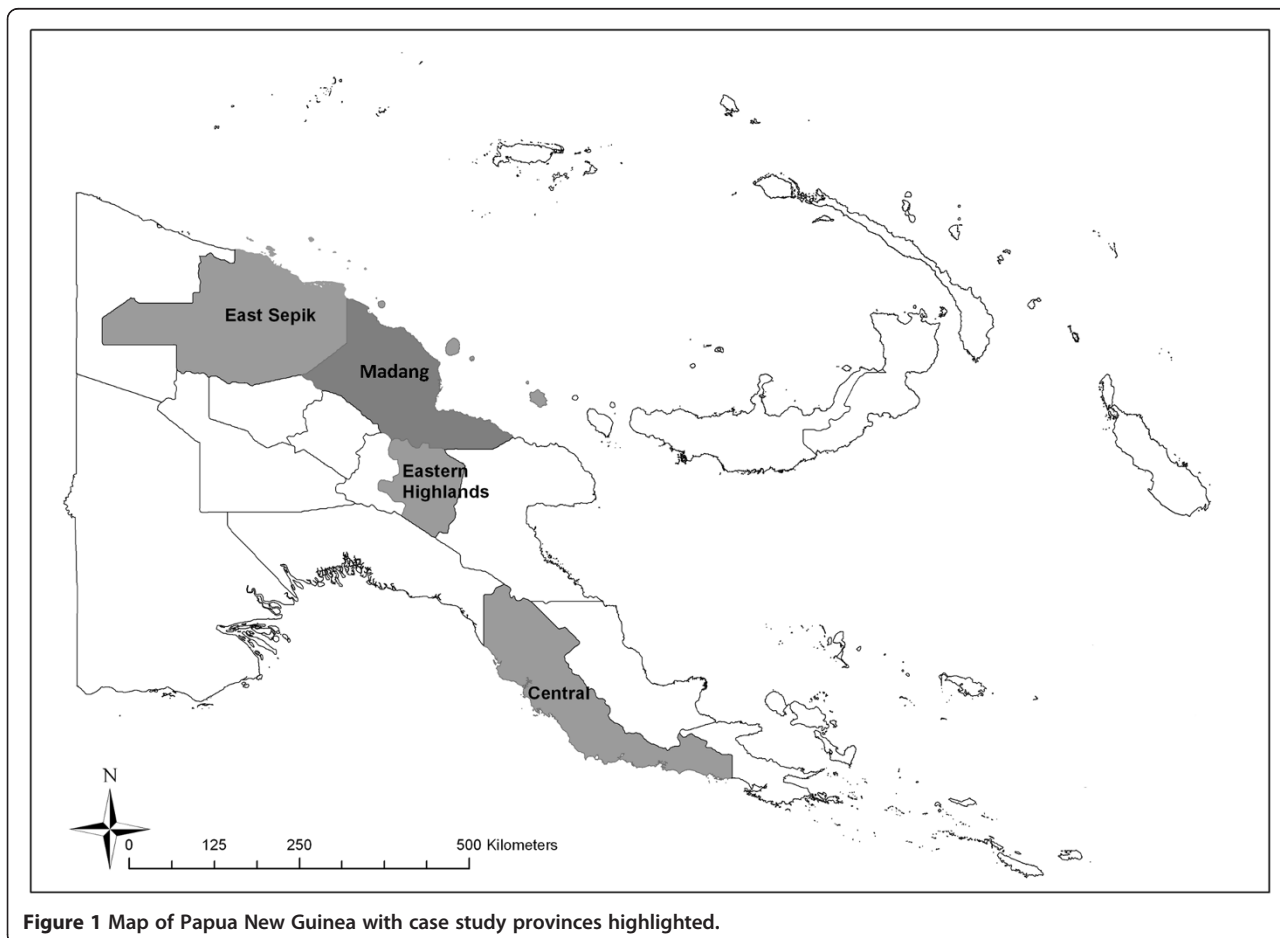 East Sepik
Madang
Eastern
Highlands
Central
N
0 125 250 500 Kilometers
Figure 1 Map of Papua New Guinea with case study provinces highlighted.